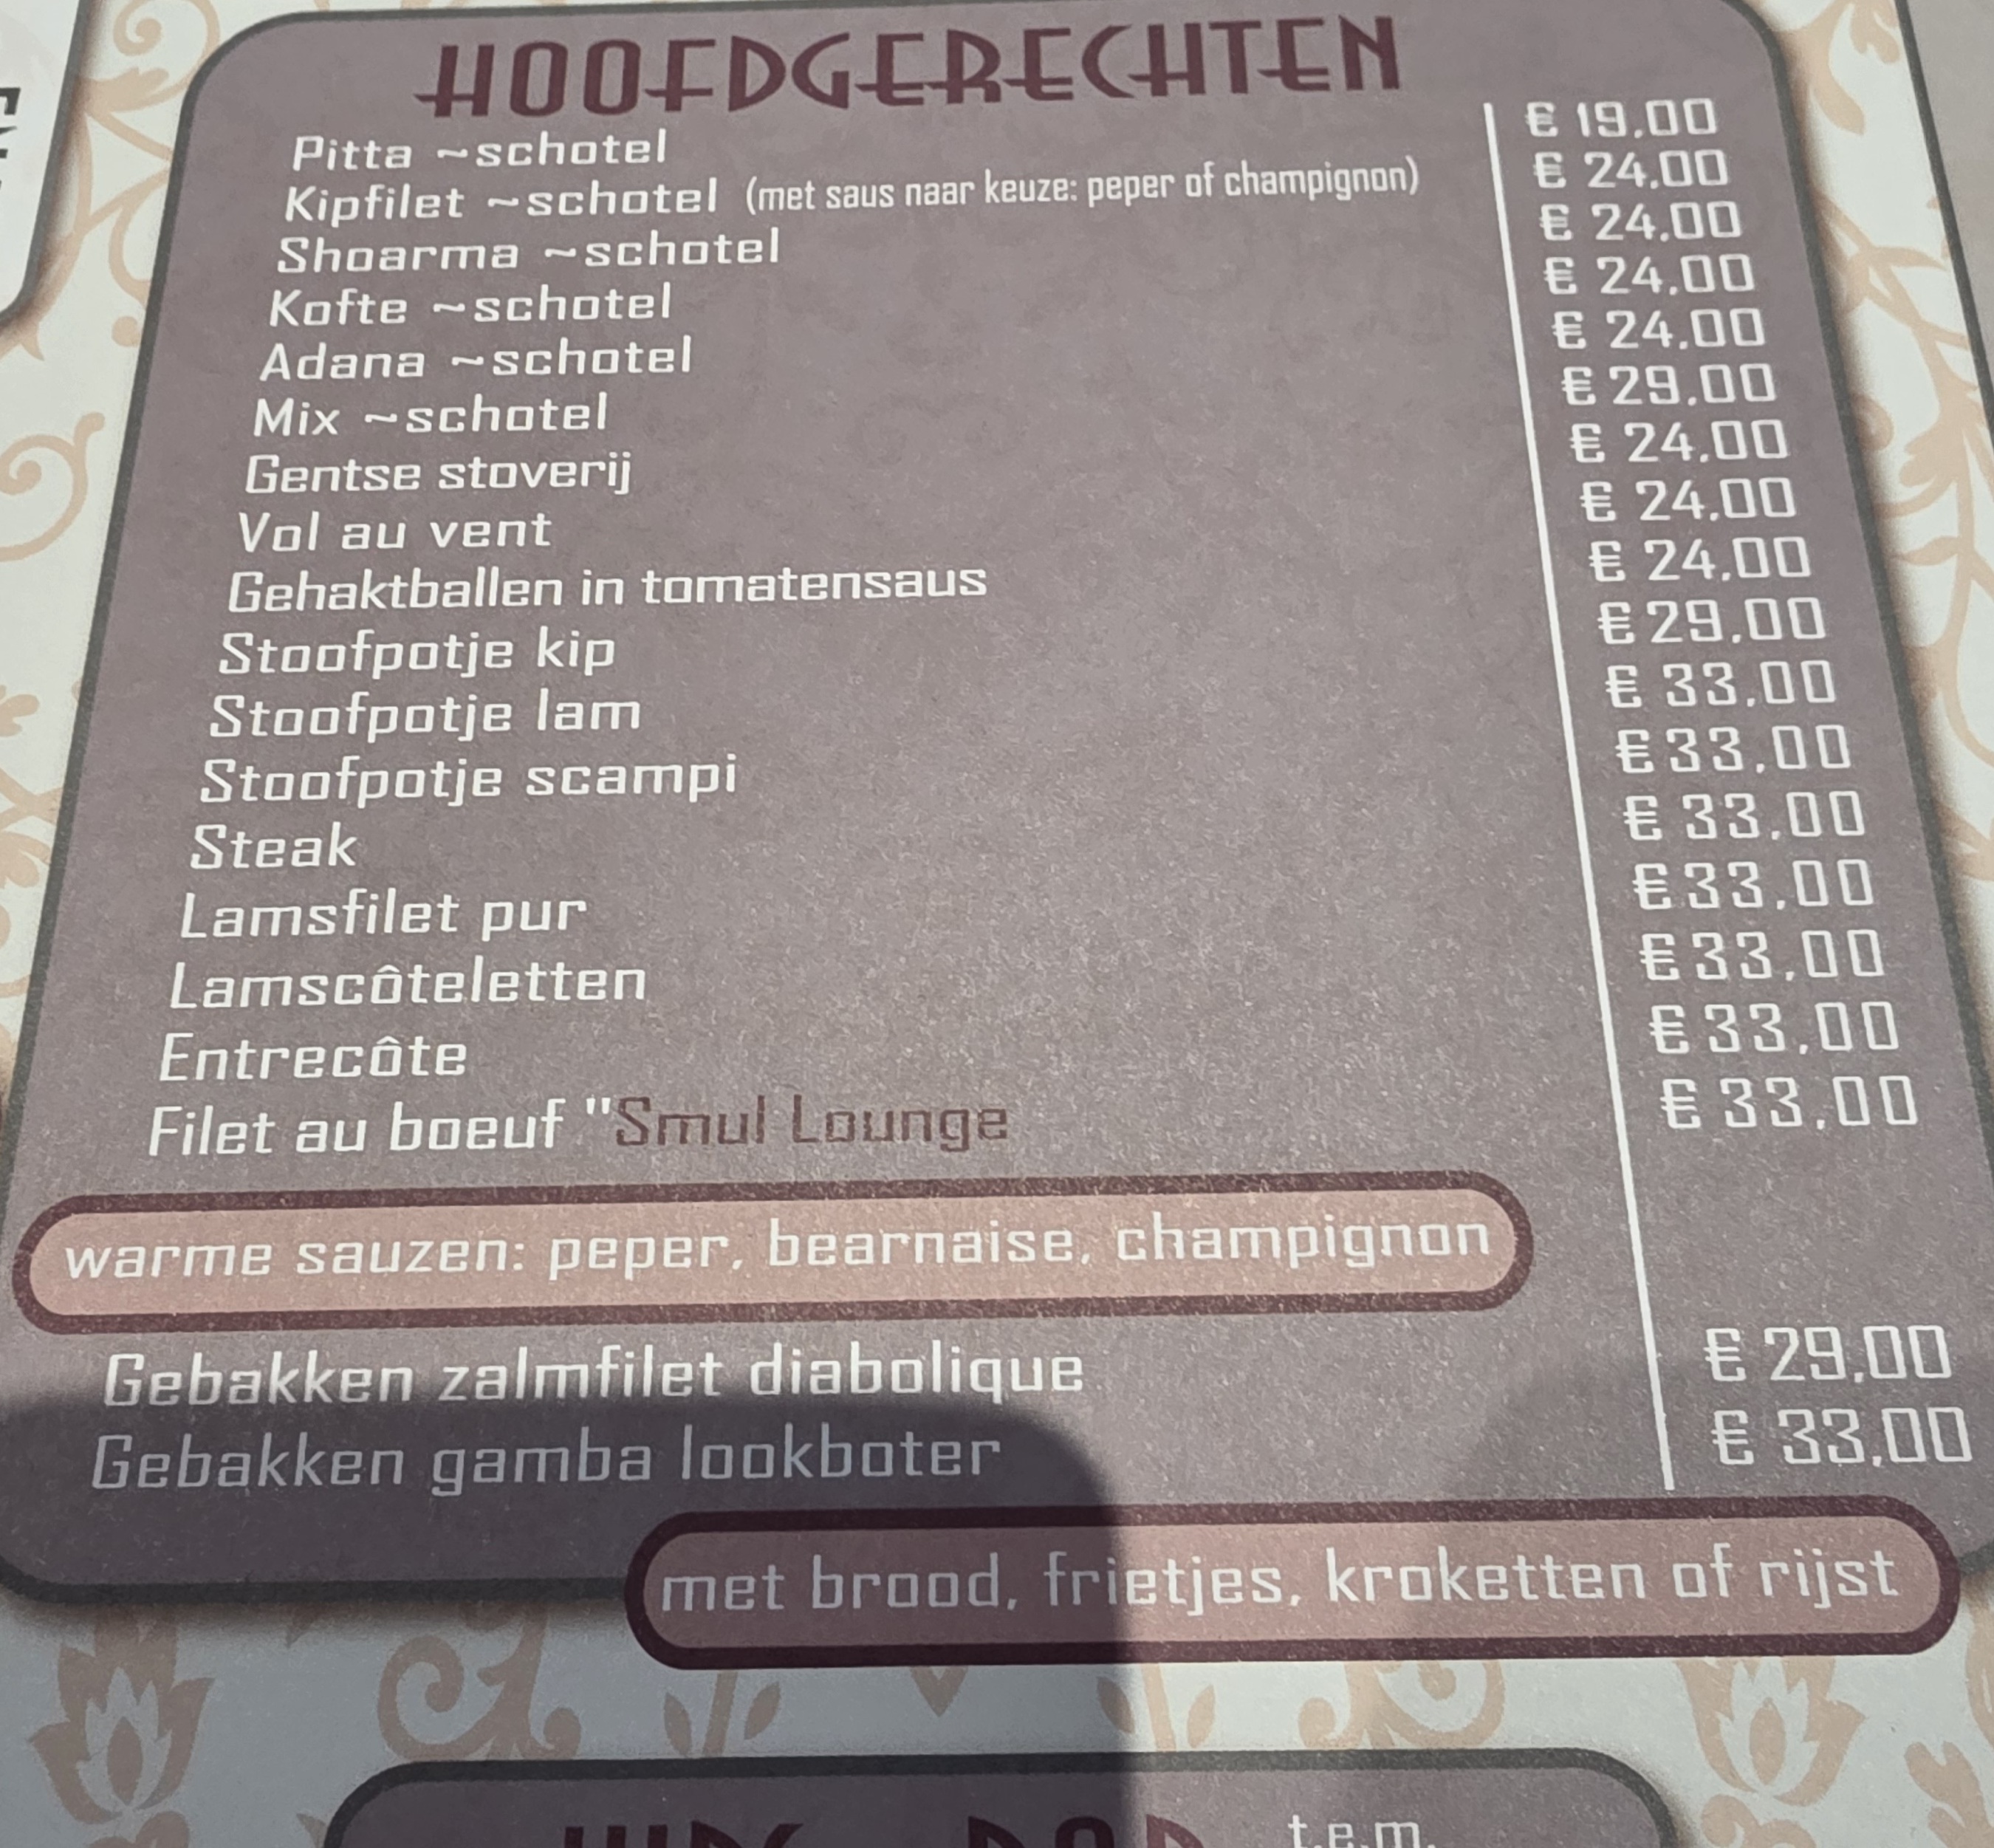 HOOFDGERECHTEN
Pitta ~schotel € 19,00
Kipfilet ~schotel (met saus naar keuze: peper of champignon) € 24,00
Shoarma ~schotel € 24,00
Kofte ~schotel € 24,00
Adana ~schotel € 24,00
Mix ~schotel € 29,00
Gentse stoverij € 24,00
Vol au vent € 24,00
Gehaktballen in tomatensaus € 24,00
Stoofpotje kip € 29,00
Stoofpotje lam € 33,00
Stoofpotje scampi € 33,00
Steak € 33,00
Lamsfilet pur € 33,00
Lamscôteletten € 33,00
Entrecôte € 33,00
Filet au boeuf "Smul Lounge € 33,00
warme sauzen: peper, bearnaise, champignon
Gebakken zalmfilet diabolique € 29,00
Gebakken gamba lookboter € 33,00
met brood, frietjes, kroketten of rijst
t.e.m.